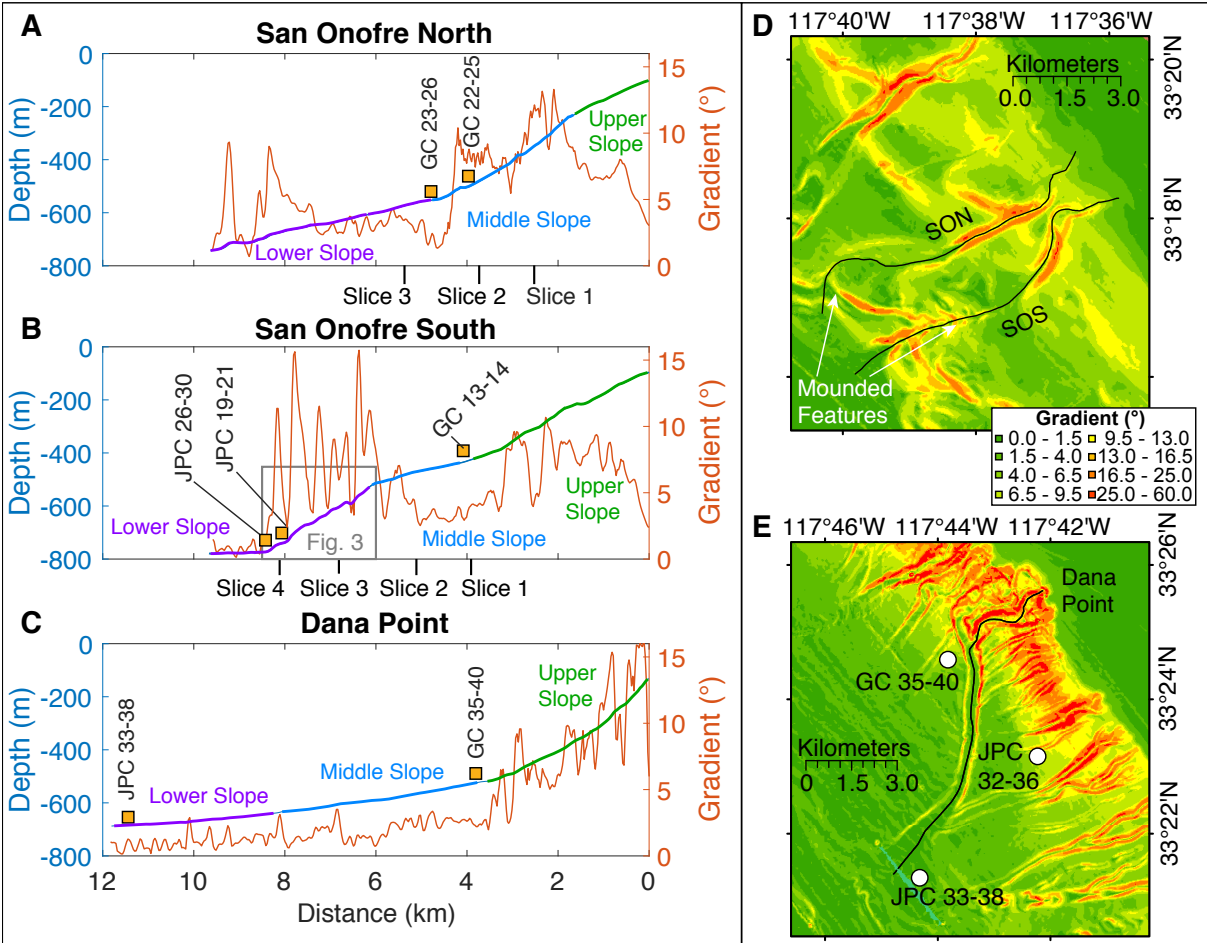 A
San Onofre North
0
-200
-400
-600
-800
Depth (m)
15
10
5
0
Gradient (°)
GC 23-26
GC 22-25
Upper
Slope
Middle Slope
Lower Slope
Slice 3
Slice 2
Slice 1
B
San Onofre South
0
-200
-400
-600
-800
Depth (m)
15
10
5
0
Gradient (°)
JPC 26-30
JPC 19-21
GC 13-14
Lower Slope
Fig. 3
Middle Slope
Upper
Slope
Slice 4
Slice 3
Slice 2
Slice 1
C
Dana Point
0
-200
-400
-600
-800
Depth (m)
15
10
5
0
Gradient (°)
JPC 33-38
GC 35-40
Upper
Slope
Middle Slope
Lower Slope
12
10
8
6
4
2
0
Distance (km)
D
117°40'W
117°38'W
117°36'W
33°20'N
33°18'N
Kilometers
0.0 1.5 3.0
SON
SOS
Mounded
Features
Gradient (°)
0.0 - 1.5
9.5 - 13.0
1.5 - 4.0
13.0 - 16.5
4.0 - 6.5
16.5 - 25.0
6.5 - 9.5
25.0 - 60.0
E
117°46'W
117°44'W
117°42'W
33°26'N
33°24'N
33°22'N
Dana
Point
GC 35-40
Kilometers
0.0 1.5 3.0
JPC
32-36
JPC 33-38